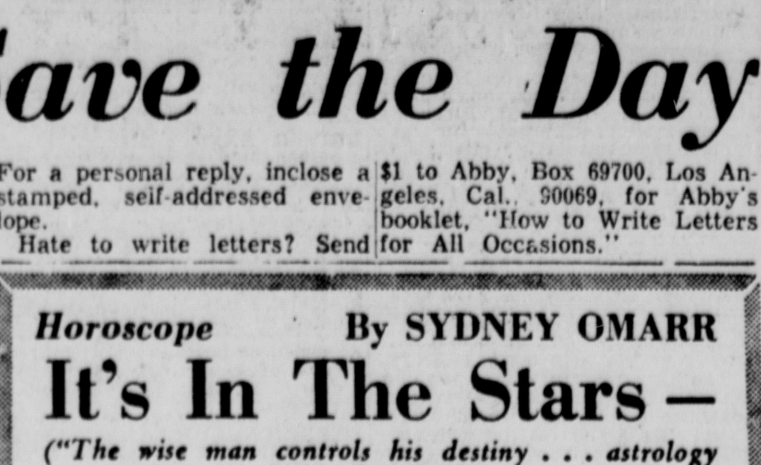 ave the Day
For a personal reply, inclose a
stamped, self-addressed enve-
lope.
Hate to write letters? Send
$1 to Abby, Box 69700, Los An-
geles, Cal., 90069, for Abby's
booklet, "How to Write Letters
for All Occasions."
Horoscope By SYDNEY OMARR
It's In The Stars —
("The wise man controls his destiny . . . astrology